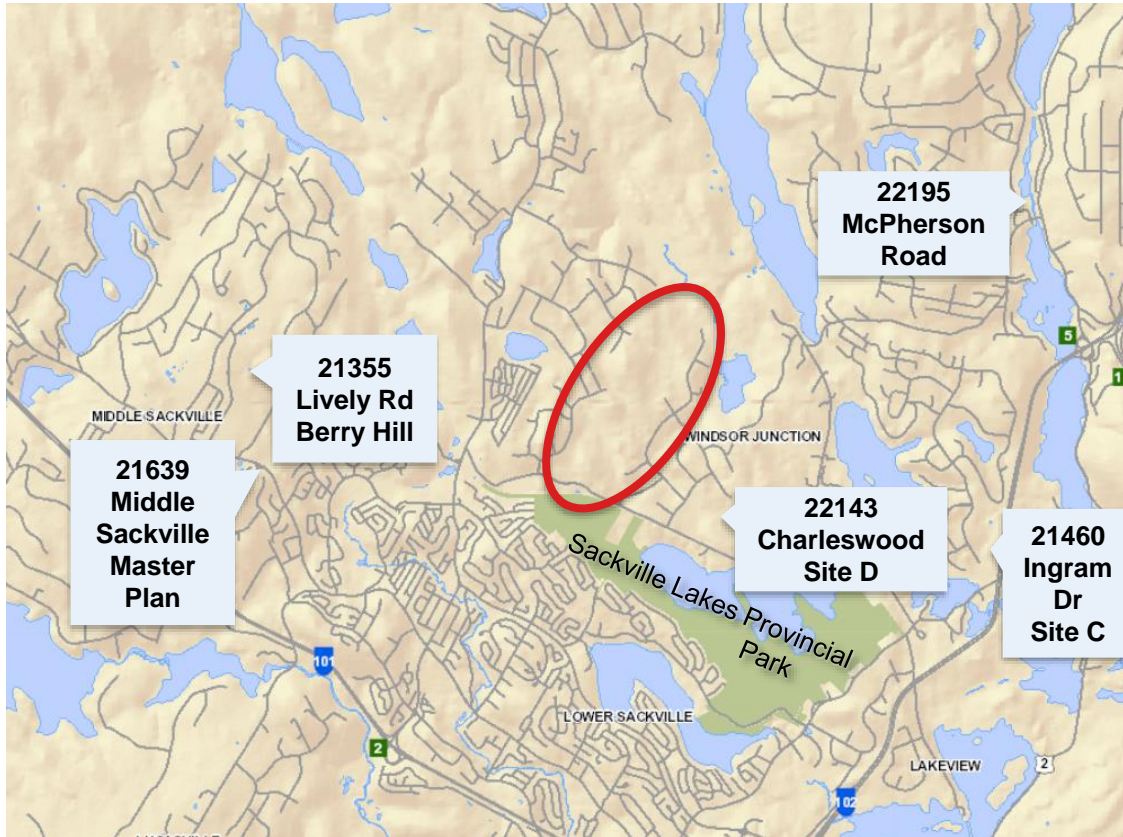 22195
McPherson
Road
5
1
21355
Lively Rd
Berry Hill
MIDDLE SACKVILLE
WINDSOR JUNCTION
21639
Middle
Sackville
Master
Plan
22143
Charleswood
Site D
21460
Ingram
Dr
Site C
Sackville Lakes Provincial
Park
101
LOWER SACKVILLE
2
LAKEVIEW
2
102